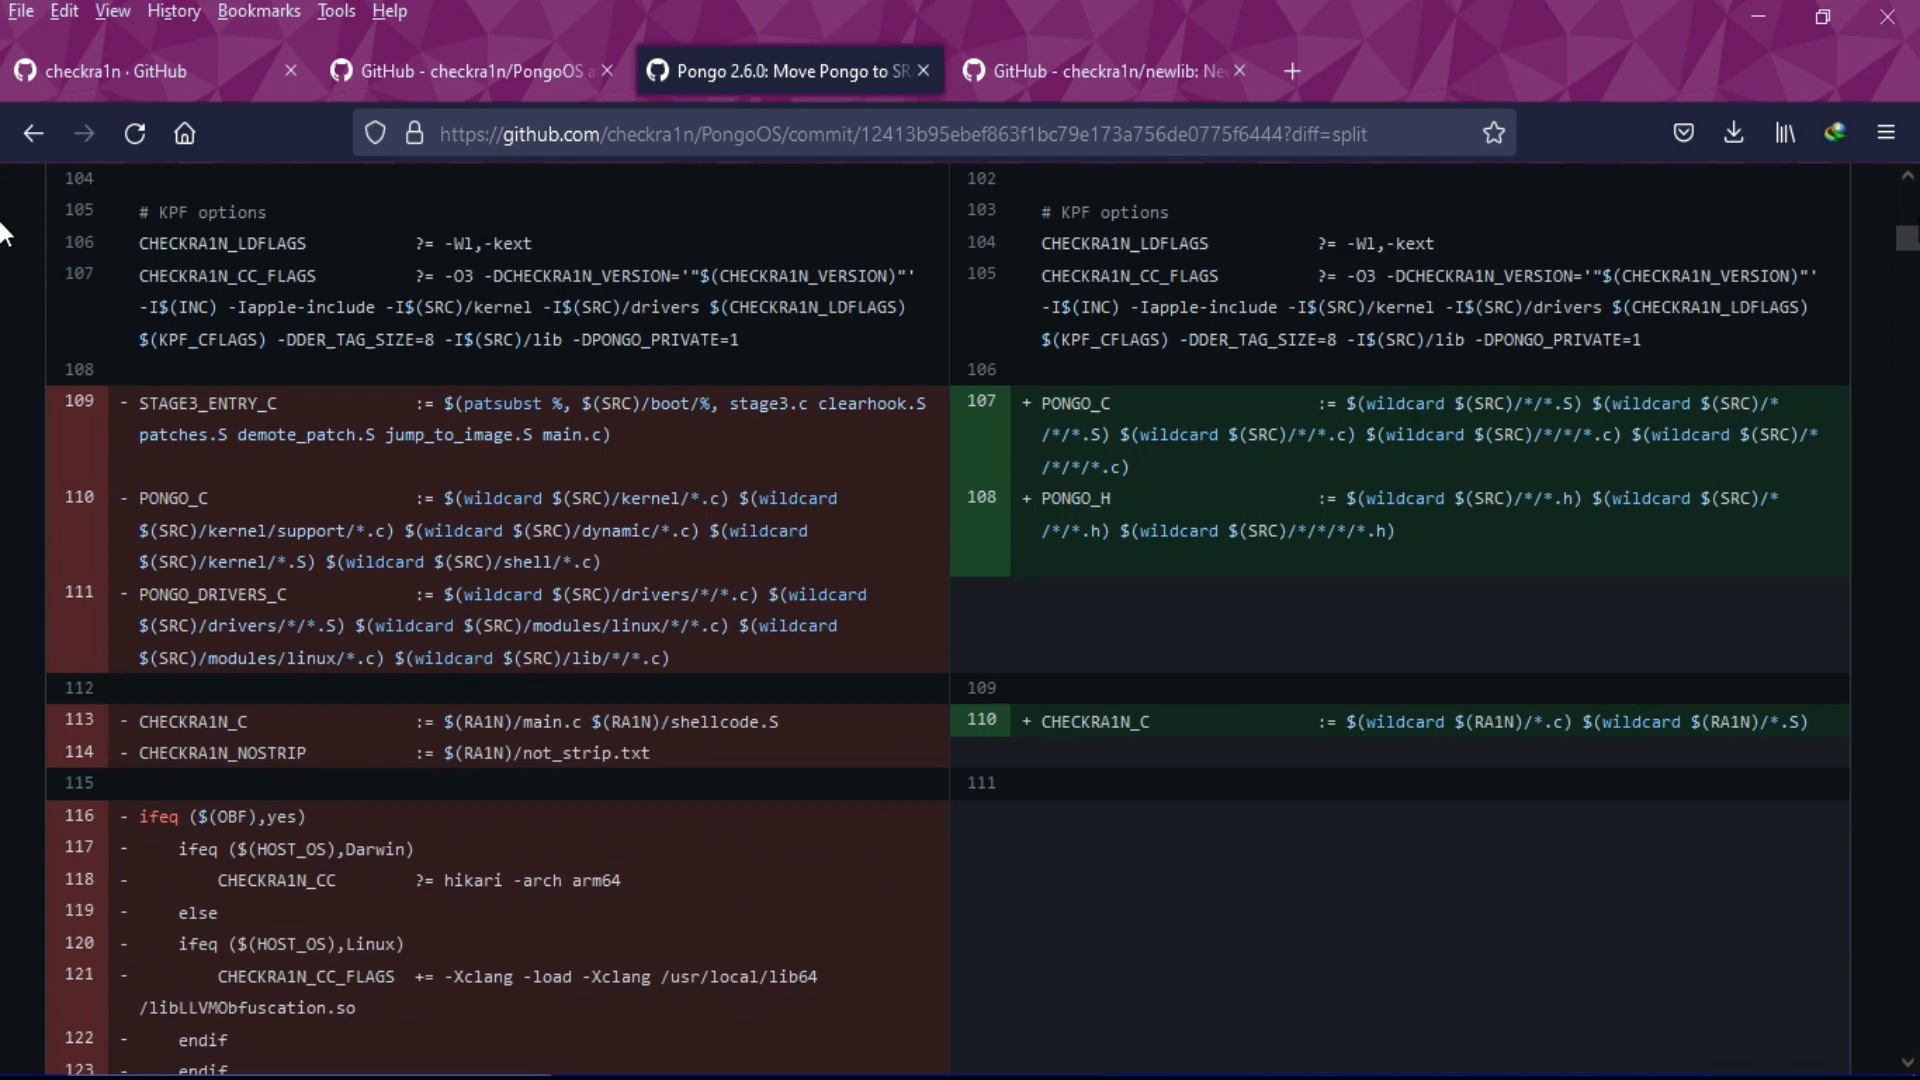 File Edit View History Bookmarks Tools Help
checkra1n · GitHub
GitHub - checkra1n/PongoOS a
Pongo 2.6.0: Move Pongo to SR
GitHub - checkra1n/newlib: Ne
https://github.com/checkra1n/PongoOS/commit/12413b95ebef863f1bc79e173a756de0775f6444?diff=split
104
105 # KPF options
106 CHECKRA1N_LDFLAGS ?= -Wl,-kext
107 CHECKRA1N_CC_FLAGS ?= -O3 -DCHECKRA1N_VERSION='"$(CHECKRA1N_VERSION)"'
-I$(INC) -Iapple-include -I$(SRC)/kernel -I$(SRC)/drivers $(CHECKRA1N_LDFLAGS)
$(KPF_CFLAGS) -DDER_TAG_SIZE=8 -I$(SRC)/lib -DPONGO_PRIVATE=1
108
109 - STAGE3_ENTRY_C := $(patsubst %, $(SRC)/boot/%, stage3.c clearhook.S
patches.S demote_patch.S jump_to_image.S main.c)
110 - PONGO_C := $(wildcard $(SRC)/kernel/*.c) $(wildcard
$(SRC)/kernel/support/*.c) $(wildcard $(SRC)/dynamic/*.c) $(wildcard
$(SRC)/kernel/*.S) $(wildcard $(SRC)/shell/*.c)
111 - PONGO_DRIVERS_C := $(wildcard $(SRC)/drivers/*/*.c) $(wildcard
$(SRC)/drivers/*/*.S) $(wildcard $(SRC)/modules/linux/*/*.c) $(wildcard
$(SRC)/modules/linux/*.c) $(wildcard $(SRC)/lib/*/*.c)
112
113 - CHECKRA1N_C := $(RA1N)/main.c $(RA1N)/shellcode.S
114 - CHECKRA1N_NOSTRIP := $(RA1N)/not_strip.txt
115
116 - ifeq ($(OBF),yes)
117 - ifeq ($(HOST_OS),Darwin)
118 - CHECKRA1N_CC ?= hikari -arch arm64
119 - else
120 - ifeq ($(HOST_OS),Linux)
121 - CHECKRA1N_CC_FLAGS += -Xclang -load -Xclang /usr/local/lib64
/libLLVMObfuscation.so
122 - endif
123 - endif
102
103 # KPF options
104 CHECKRA1N_LDFLAGS ?= -Wl,-kext
105 CHECKRA1N_CC_FLAGS ?= -O3 -DCHECKRA1N_VERSION='"$(CHECKRA1N_VERSION)"'
-I$(INC) -Iapple-include -I$(SRC)/kernel -I$(SRC)/drivers $(CHECKRA1N_LDFLAGS)
$(KPF_CFLAGS) -DDER_TAG_SIZE=8 -I$(SRC)/lib -DPONGO_PRIVATE=1
106
107 + PONGO_C := $(wildcard $(SRC)/*/*.S) $(wildcard $(SRC)/*
/*/*.S) $(wildcard $(SRC)/*/*.c) $(wildcard $(SRC)/*/*/*.c) $(wildcard $(SRC)/*
/*/*/*.c)
108 + PONGO_H := $(wildcard $(SRC)/*/*.h) $(wildcard $(SRC)/*
/*/*.h) $(wildcard $(SRC)/*/*/*/*.h)
109
110 + CHECKRA1N_C := $(wildcard $(RA1N)/*.c) $(wildcard $(RA1N)/*.S)
111